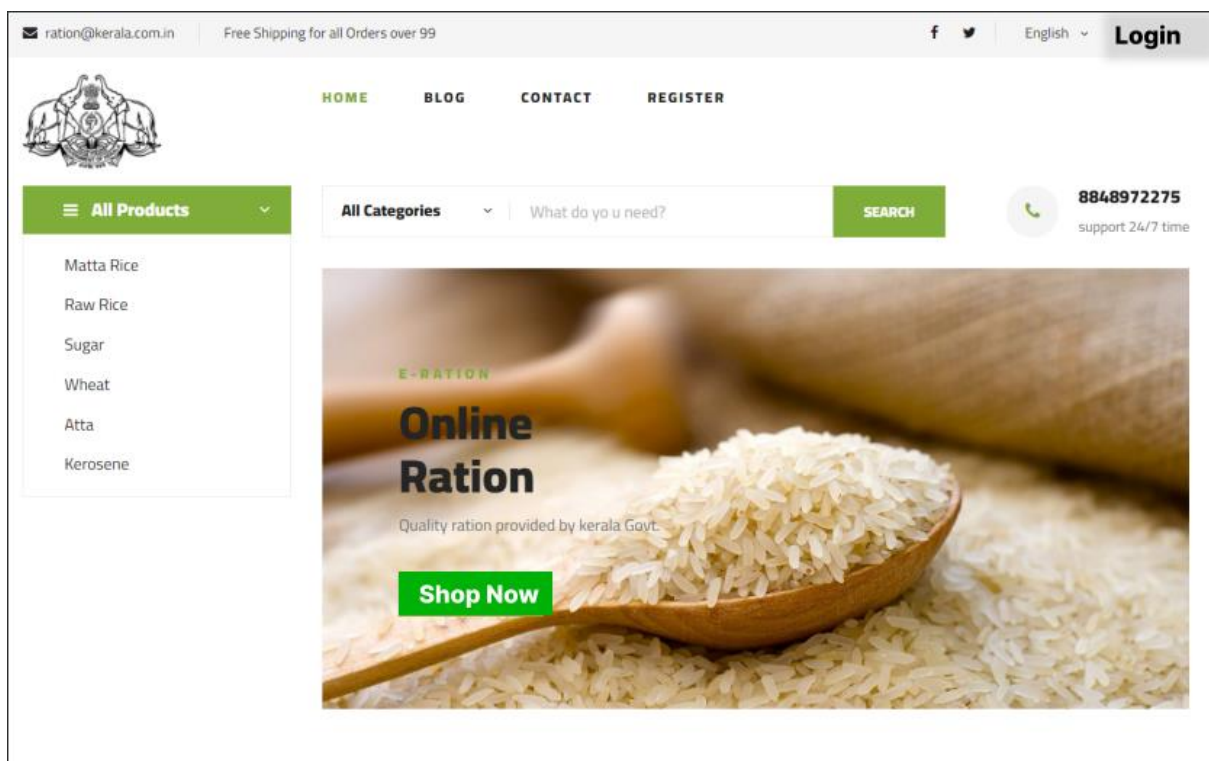 ration@kerala.com.in
Free Shipping for all Orders over 99
English
Login
HOME BLOG CONTACT REGISTER
All Products
All Categories
What do yo u need?
SEARCH
8848972275
support 24/7 time
Matta Rice
Raw Rice
Sugar
Wheat
Atta
Kerosene
E-RATION
Online
Ration
Quality ration provided by kerala Govt.
Shop Now